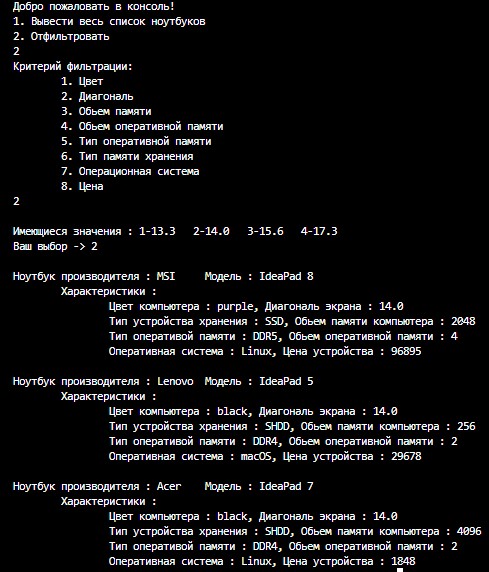 Добро пожаловать в консоль!
1. Вывести весь список ноутбуков
2. Отфильтровать
2
Критерий фильтрации:
1. Цвет
2. Диагональ
3. Обьем памяти
4. Обьем оперативной памяти
5. Тип оперативной памяти
6. Тип памяти хранения
7. Операционная система
8. Цена
2
Имеющиеся значения : 1-13.3 2-14.0 3-15.6 4-17.3
Ваш выбор -> 2
Ноутбук производителя : MSI Модель : IdeaPad 8
Характеристики :
Цвет компьютера : purple, Диагональ экрана : 14.0
Тип устройства хранения : SSD, Обьем памяти компьютера : 2048
Тип оперативой памяти : DDR5, Обьем оперативной памяти : 4
Оперативная система : Linux, Цена устройства : 96895
Ноутбук производителя : Lenovo Модель : IdeaPad 5
Характеристики :
Цвет компьютера : black, Диагональ экрана : 14.0
Тип устройства хранения : SHDD, Обьем памяти компьютера : 256
Тип оперативой памяти : DDR4, Обьем оперативной памяти : 2
Оперативная система : macOS, Цена устройства : 29678
Ноутбук производителя : Acer Модель : IdeaPad 7
Характеристики :
Цвет компьютера : black, Диагональ экрана : 14.0
Тип устройства хранения : SHDD, Обьем памяти компьютера : 4096
Тип оперативой памяти : DDR4, Обьем оперативной памяти : 2
Оперативная система : Linux, Цена устройства : 1848